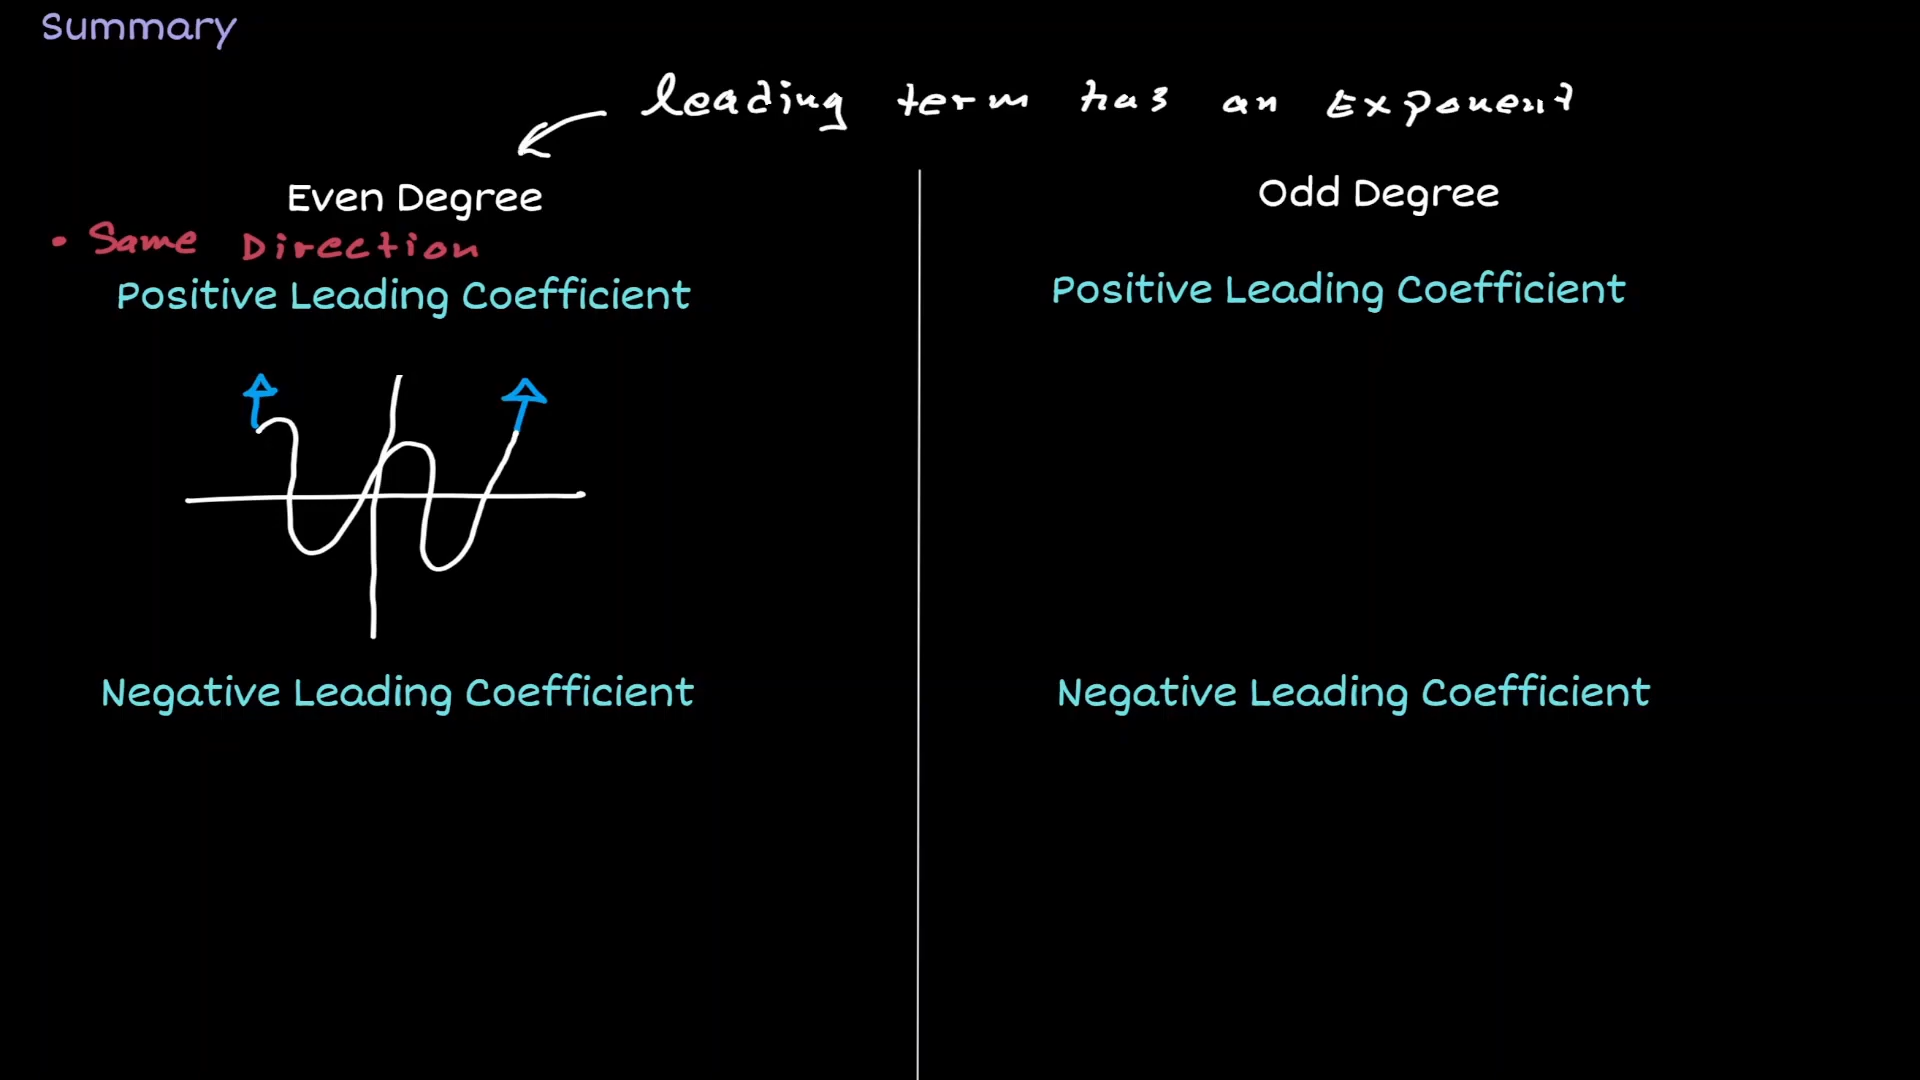 Summary
leading term has an Exponent
Even Degree
• Same Direction
Positive Leading Coefficient
Negative Leading Coefficient
Odd Degree
Positive Leading Coefficient
Negative Leading Coefficient